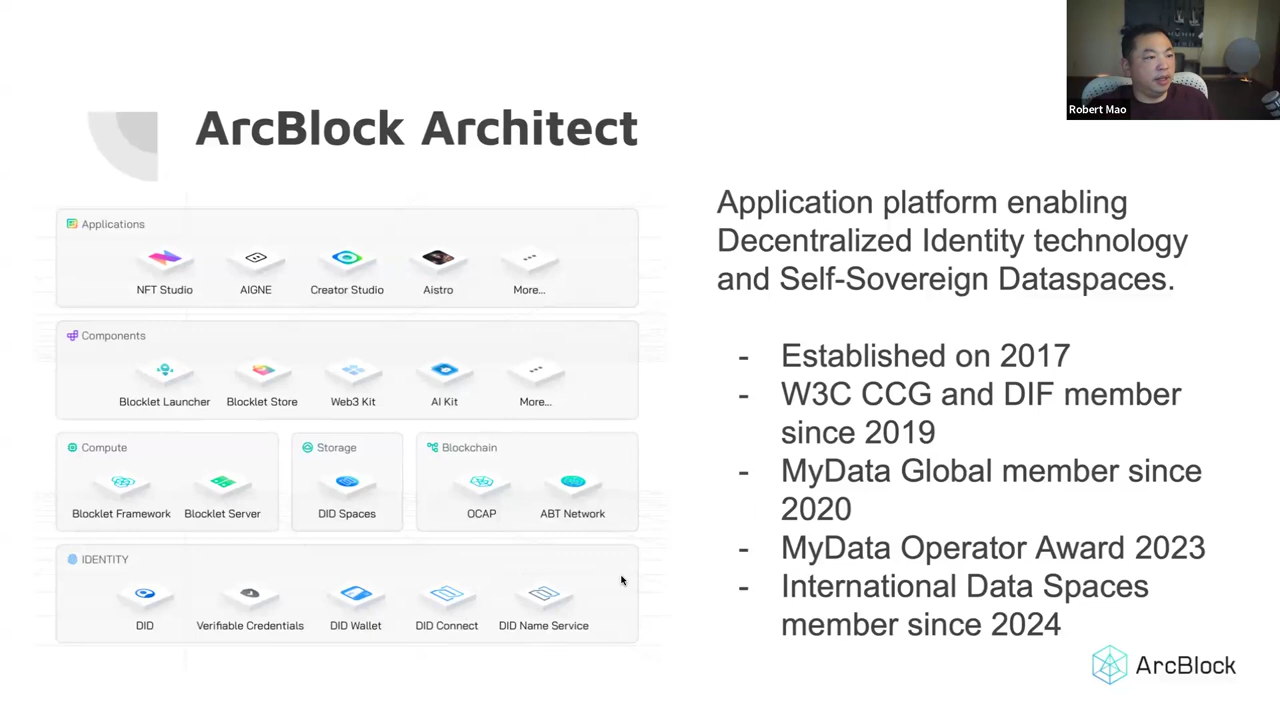 Robert Mao
ArcBlock Architect
Applications
NFT Studio
AIGNE
Creator Studio
Aistro
More...
Components
Blocklet Launcher
Blocklet Store
Web3 Kit
AI Kit
More...
Compute
Blocklet Framework
Blocklet Server
Storage
DID Spaces
Blockchain
OCAP
ABT Network
IDENTITY
DID
Verifiable Credentials
DID Wallet
DID Connect
DID Name Service
Application platform enabling
Decentralized Identity technology
and Self-Sovereign Dataspaces.
- Established on 2017
- W3C CCG and DIF member
since 2019
- MyData Global member since
2020
- MyData Operator Award 2023
- International Data Spaces
member since 2024
ArcBlock